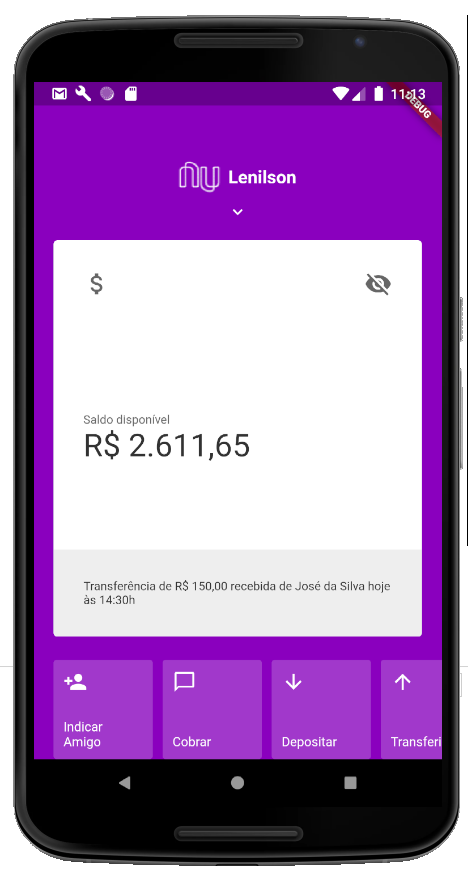 11:13
DEBUG
nu Lenilson
$
Saldo disponível
R$ 2.611,65
Transferência de R$ 150,00 recebida de José da Silva hoje
às 14:30h
Indicar
Amigo
Cobrar
Depositar
Transferi